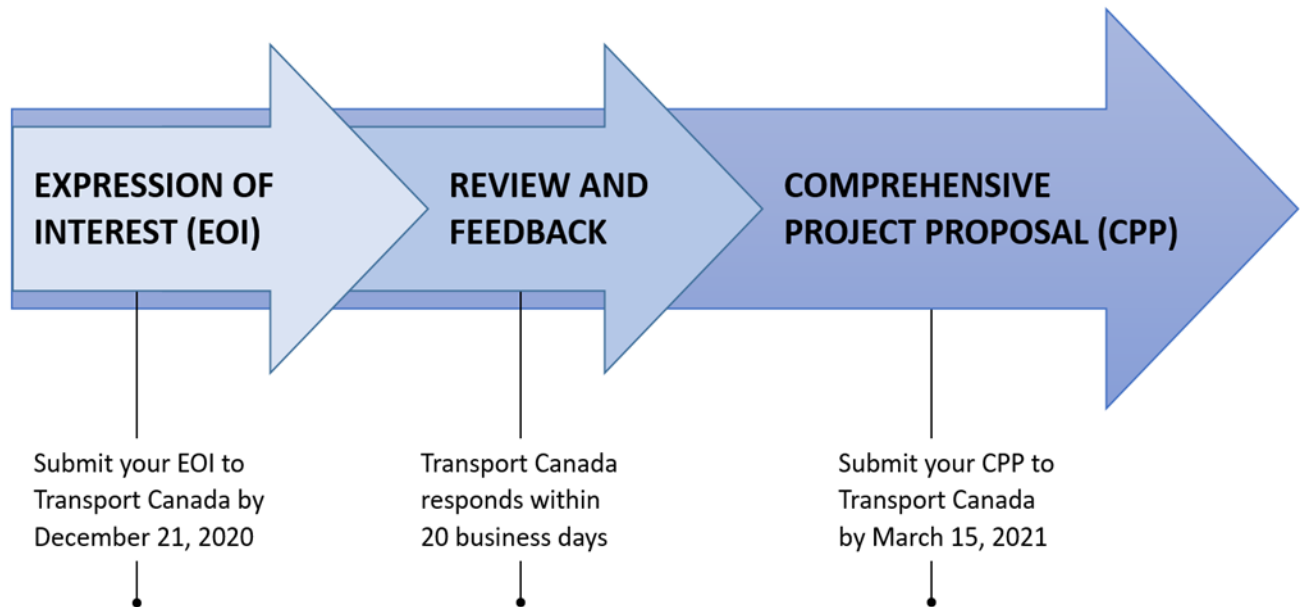 EXPRESSION OF
INTEREST (EOI)
REVIEW AND
FEEDBACK
COMPREHENSIVE
PROJECT PROPOSAL (CPP)
Submit your EOI to
Transport Canada by
December 21, 2020
Transport Canada
responds within
20 business days
Submit your CPP to
Transport Canada
by March 15, 2021